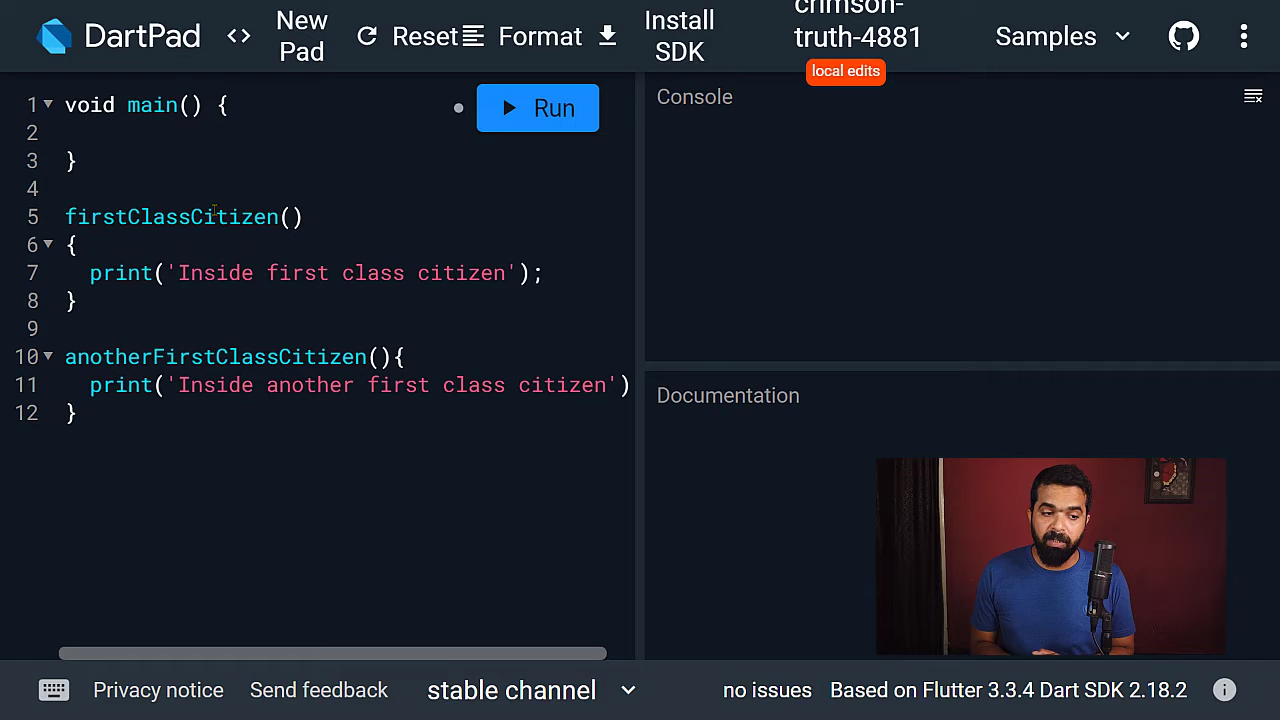 DartPad
<>
New Pad
Reset
Format
Install SDK
crimson-truth-4881
local edits
Samples
1 void main() {
Run
2
3 }
4
5 firstClassCitizen()
6 {
7 print('Inside first class citizen');
8 }
9
10 anotherFirstClassCitizen(){
11 print('Inside another first class citizen')
12 }
Console
Documentation
Privacy notice
Send feedback
stable channel
no issues
Based on Flutter 3.3.4 Dart SDK 2.18.2